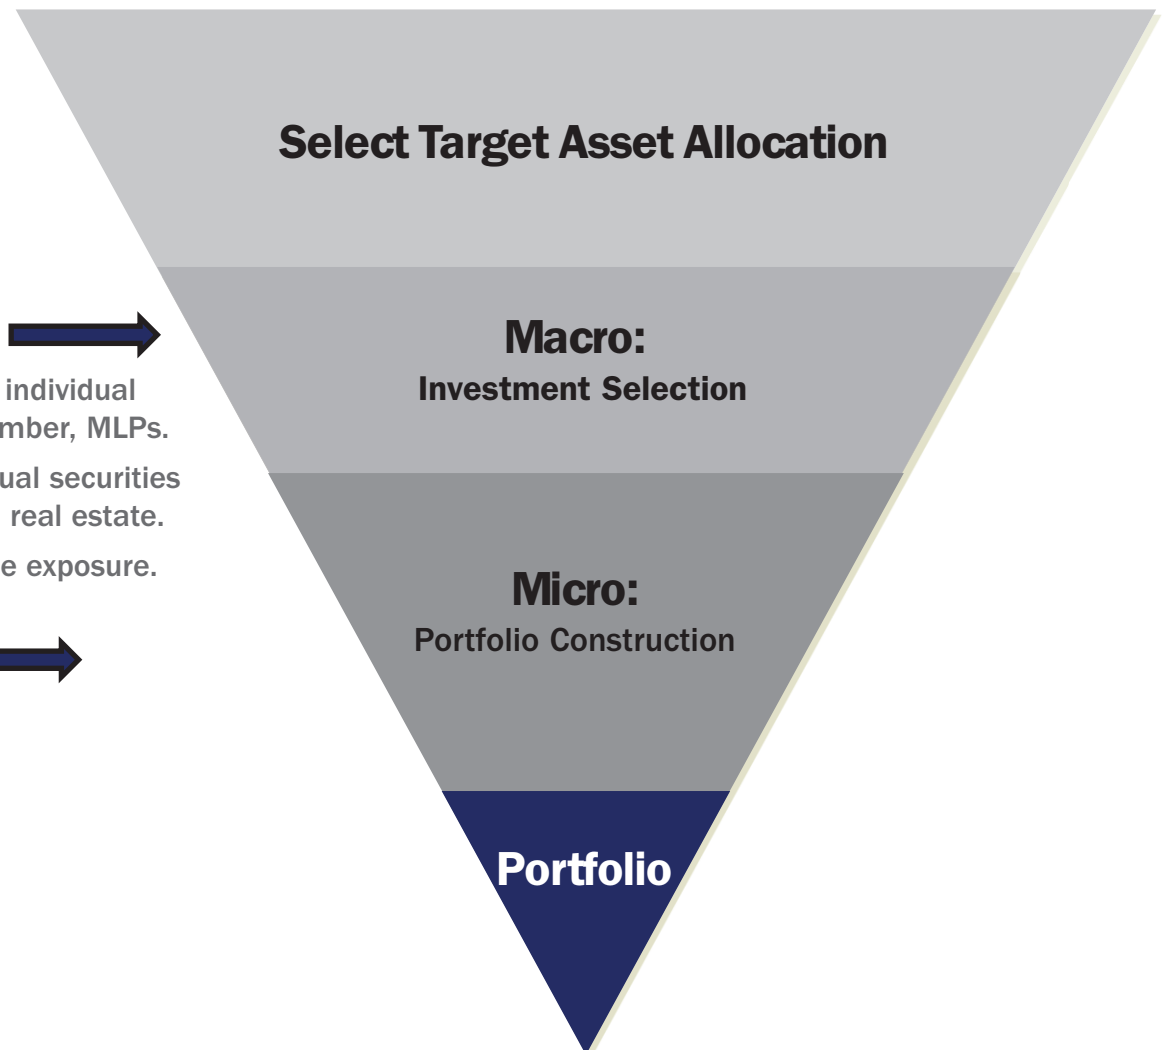 Select Target Asset Allocation
Macro:
Investment Selection
individual
mber, MLPs.
ual securities
real estate.
e exposure.
Micro:
Portfolio Construction
Portfolio